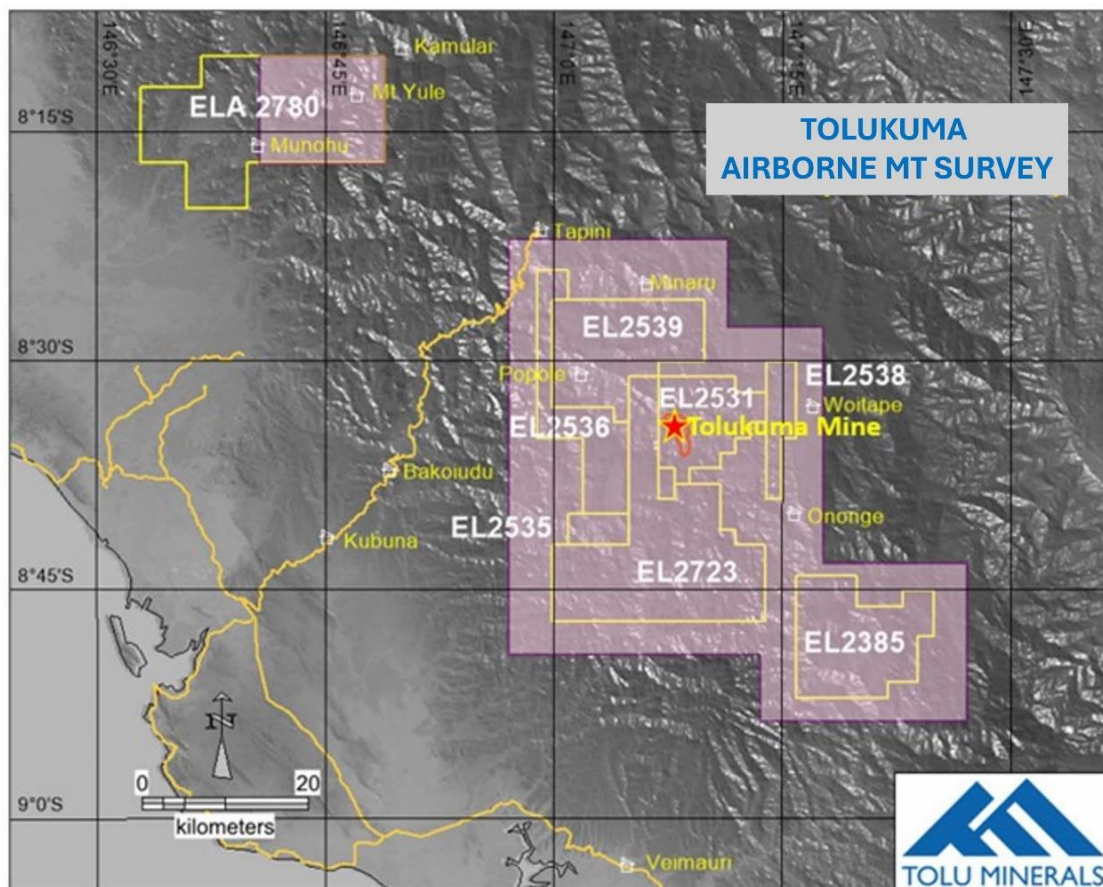 146°30'E
146°45'E
147°0'E
147°15'E
147°30'E
Kamulai
Mt Yule
ELA 2780
8°15'S
Munohu
TOLUKUMA
AIRBORNE MT SURVEY
Tapini
Minaru
EL2539
8°30'S
Popole
EL2538
EL2531
Woitape
EL2536
Tolukuma Mine
Bakoiudu
EL2535
Ononge
Kubuna
EL2723
8°45'S
EL2385
N
0 20
kilometers
9°0'S
Veimauri
TOLU MINERALS